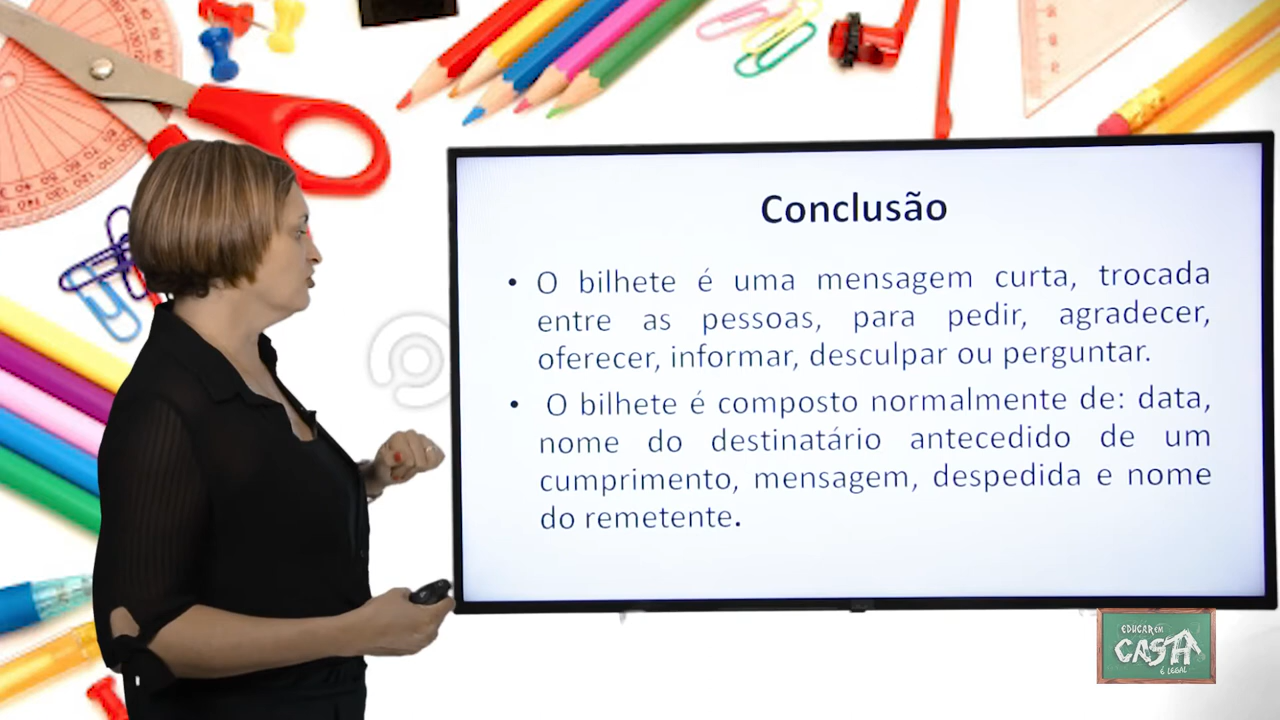 Conclusão
• O bilhete é uma mensagem curta, trocada
entre as pessoas, para pedir, agradecer,
oferecer, informar, desculpar ou perguntar.
• O bilhete é composto normalmente de: data,
nome do destinatário antecedido de um
cumprimento, mensagem, despedida e nome
do remetente.
EDUCAR EM
CASA
É LEGAL